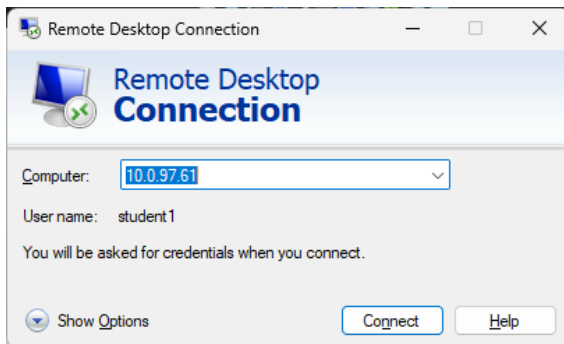 Remote Desktop Connection
Remote Desktop
Connection
Computer: 10.0.97.61
User name: student1
You will be asked for credentials when you connect.
Show Options Connect Help